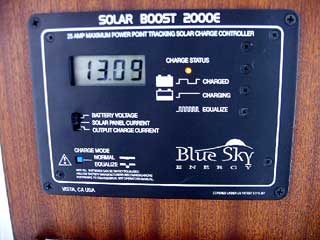 SOLAR BOOST 2000E
25 AMP MAXIMUM POWER POINT TRACKING SOLAR CHARGE CONTROLLER
13.09
CHARGE STATUS
CHARGED
CHARGING
EQUALIZE
BATTERY VOLTAGE
SOLAR PANEL CURRENT
OUTPUT CHARGE CURRENT
CHARGE MODE
NORMAL
EQUALIZE
Blue Sky
ENERGY
VISTA, CA USA